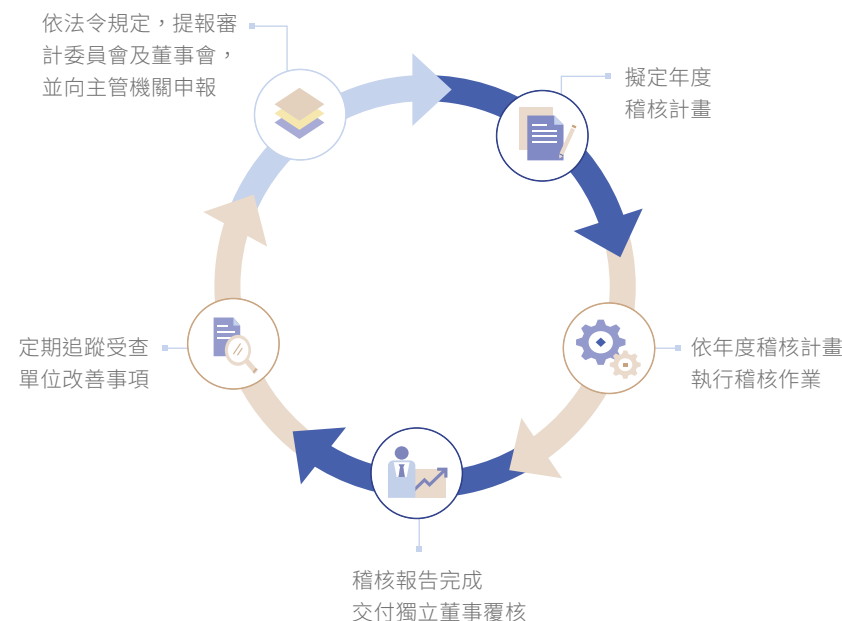 依法令規定，提報審
計委員會及董事會，
並向主管機關申報
擬定年度
稽核計畫
依年度稽核計畫
執行稽核作業
稽核報告完成
交付獨立董事覆核
定期追蹤受查
單位改善事項